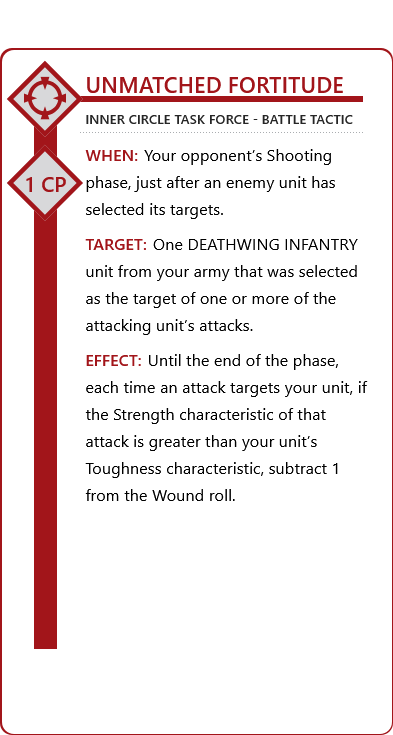 UNMATCHED FORTITUDE
INNER CIRCLE TASK FORCE - BATTLE TACTIC
1 CP
WHEN: Your opponent’s Shooting
phase, just after an enemy unit has
selected its targets.
TARGET: One DEATHWING INFANTRY
unit from your army that was selected
as the target of one or more of the
attacking unit’s attacks.
EFFECT: Until the end of the phase,
each time an attack targets your unit, if
the Strength characteristic of that
attack is greater than your unit’s
Toughness characteristic, subtract 1
from the Wound roll.